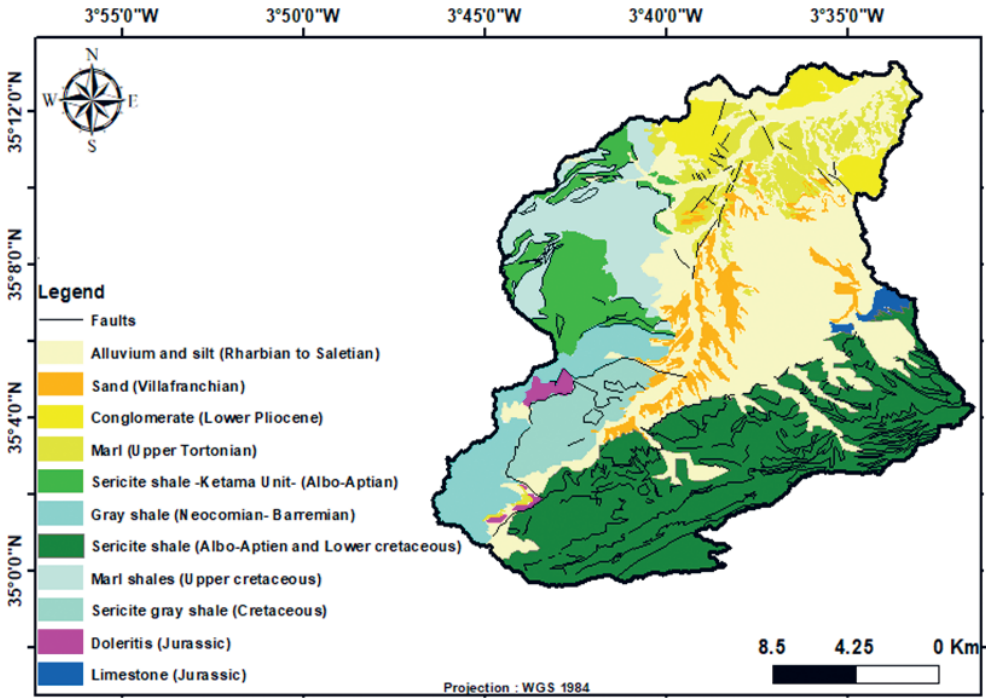 3°55'0"W 3°50'0"W 3°45'0"W 3°40'0"W 3°35'0"W
N
W E
S
35°12'0"N
35°8'0"N
35°4'0"N
35°0'0"N
Legend
Faults
Alluvium and silt (Rharbian to Saletian)
Sand (Villafranchian)
Conglomerate (Lower Pliocene)
Marl (Upper Tortonian)
Sericite shale -Ketama Unit- (Albo-Aptian)
Gray shale (Neocomian- Barremian)
Sericite shale (Albo-Aptien and Lower cretaceous)
Marl shales (Upper cretaceous)
Sericite gray shale (Cretaceous)
Doleritis (Jurassic)
Limestone (Jurassic)
8.5 4.25 0 Km
Projection : WGS 1984